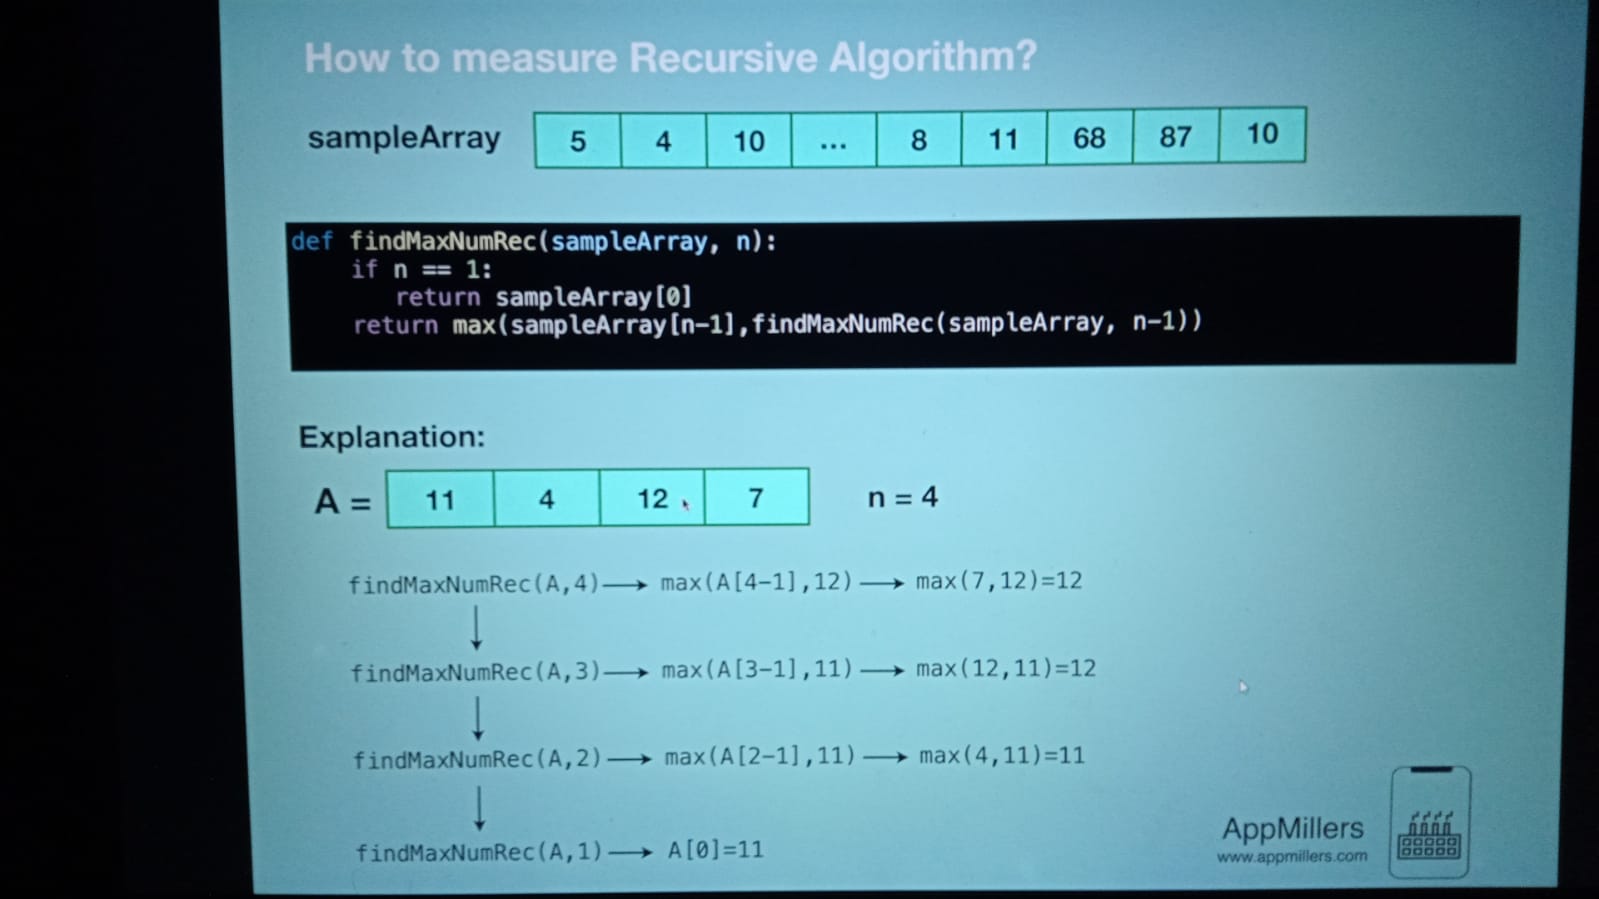 How to measure Recursive Algorithm?
sampleArray 5 4 10 ... 8 11 68 87 10
def findMaxNumRec(sampleArray, n):
if n == 1:
return sampleArray[0]
return max(sampleArray[n-1],findMaxNumRec(sampleArray, n-1))
Explanation:
A = 11 4 12 7 n = 4
findMaxNumRec(A,4) → max(A[4-1],12) → max(7,12)=12
findMaxNumRec(A,3) → max(A[3-1],11) → max(12,11)=12
findMaxNumRec(A,2) → max(A[2-1],11) → max(4,11)=11
findMaxNumRec(A,1) → A[0]=11
AppMillers
www.appmillers.com